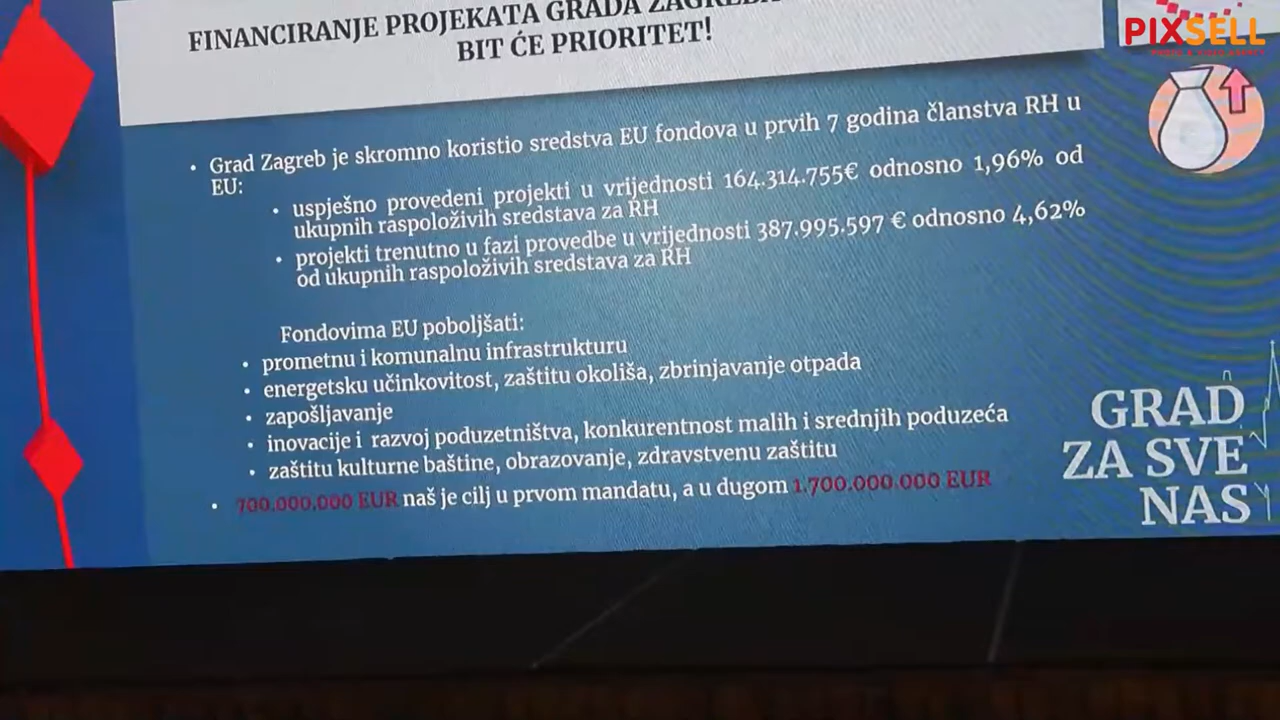 FINANCIRANJE PROJEKATA GRADA
BIT ĆE PRIORITET!
PIXSELL
• Grad Zagreb je skromno koristio sredstva EU fondova u prvih 7 godina članstva RH u
EU:
• uspješno provedeni projekti u vrijednosti 164.314.755€ odnosno 1,96% od
ukupnih raspoloživih sredstava za RH
• projekti trenutno u fazi provedbe u vrijednosti 387.995.597 € odnosno 4,62%
od ukupnih raspoloživih sredstava za RH
Fondovima EU poboljšati:
• prometnu i komunalnu infrastrukturu
• energetsku učinkovitost, zaštitu okoliša, zbrinjavanje otpada
• zapošljavanje
• inovacije i razvoj poduzetništva, konkurentnost malih i srednjih poduzeća
• zaštitu kulturne baštine, obrazovanje, zdravstvenu zaštitu
• 700.000.000 EUR naš je cilj u prvom mandatu, a u dugom 1.700.000.000 EUR
GRAD
ZA SVE
NAS